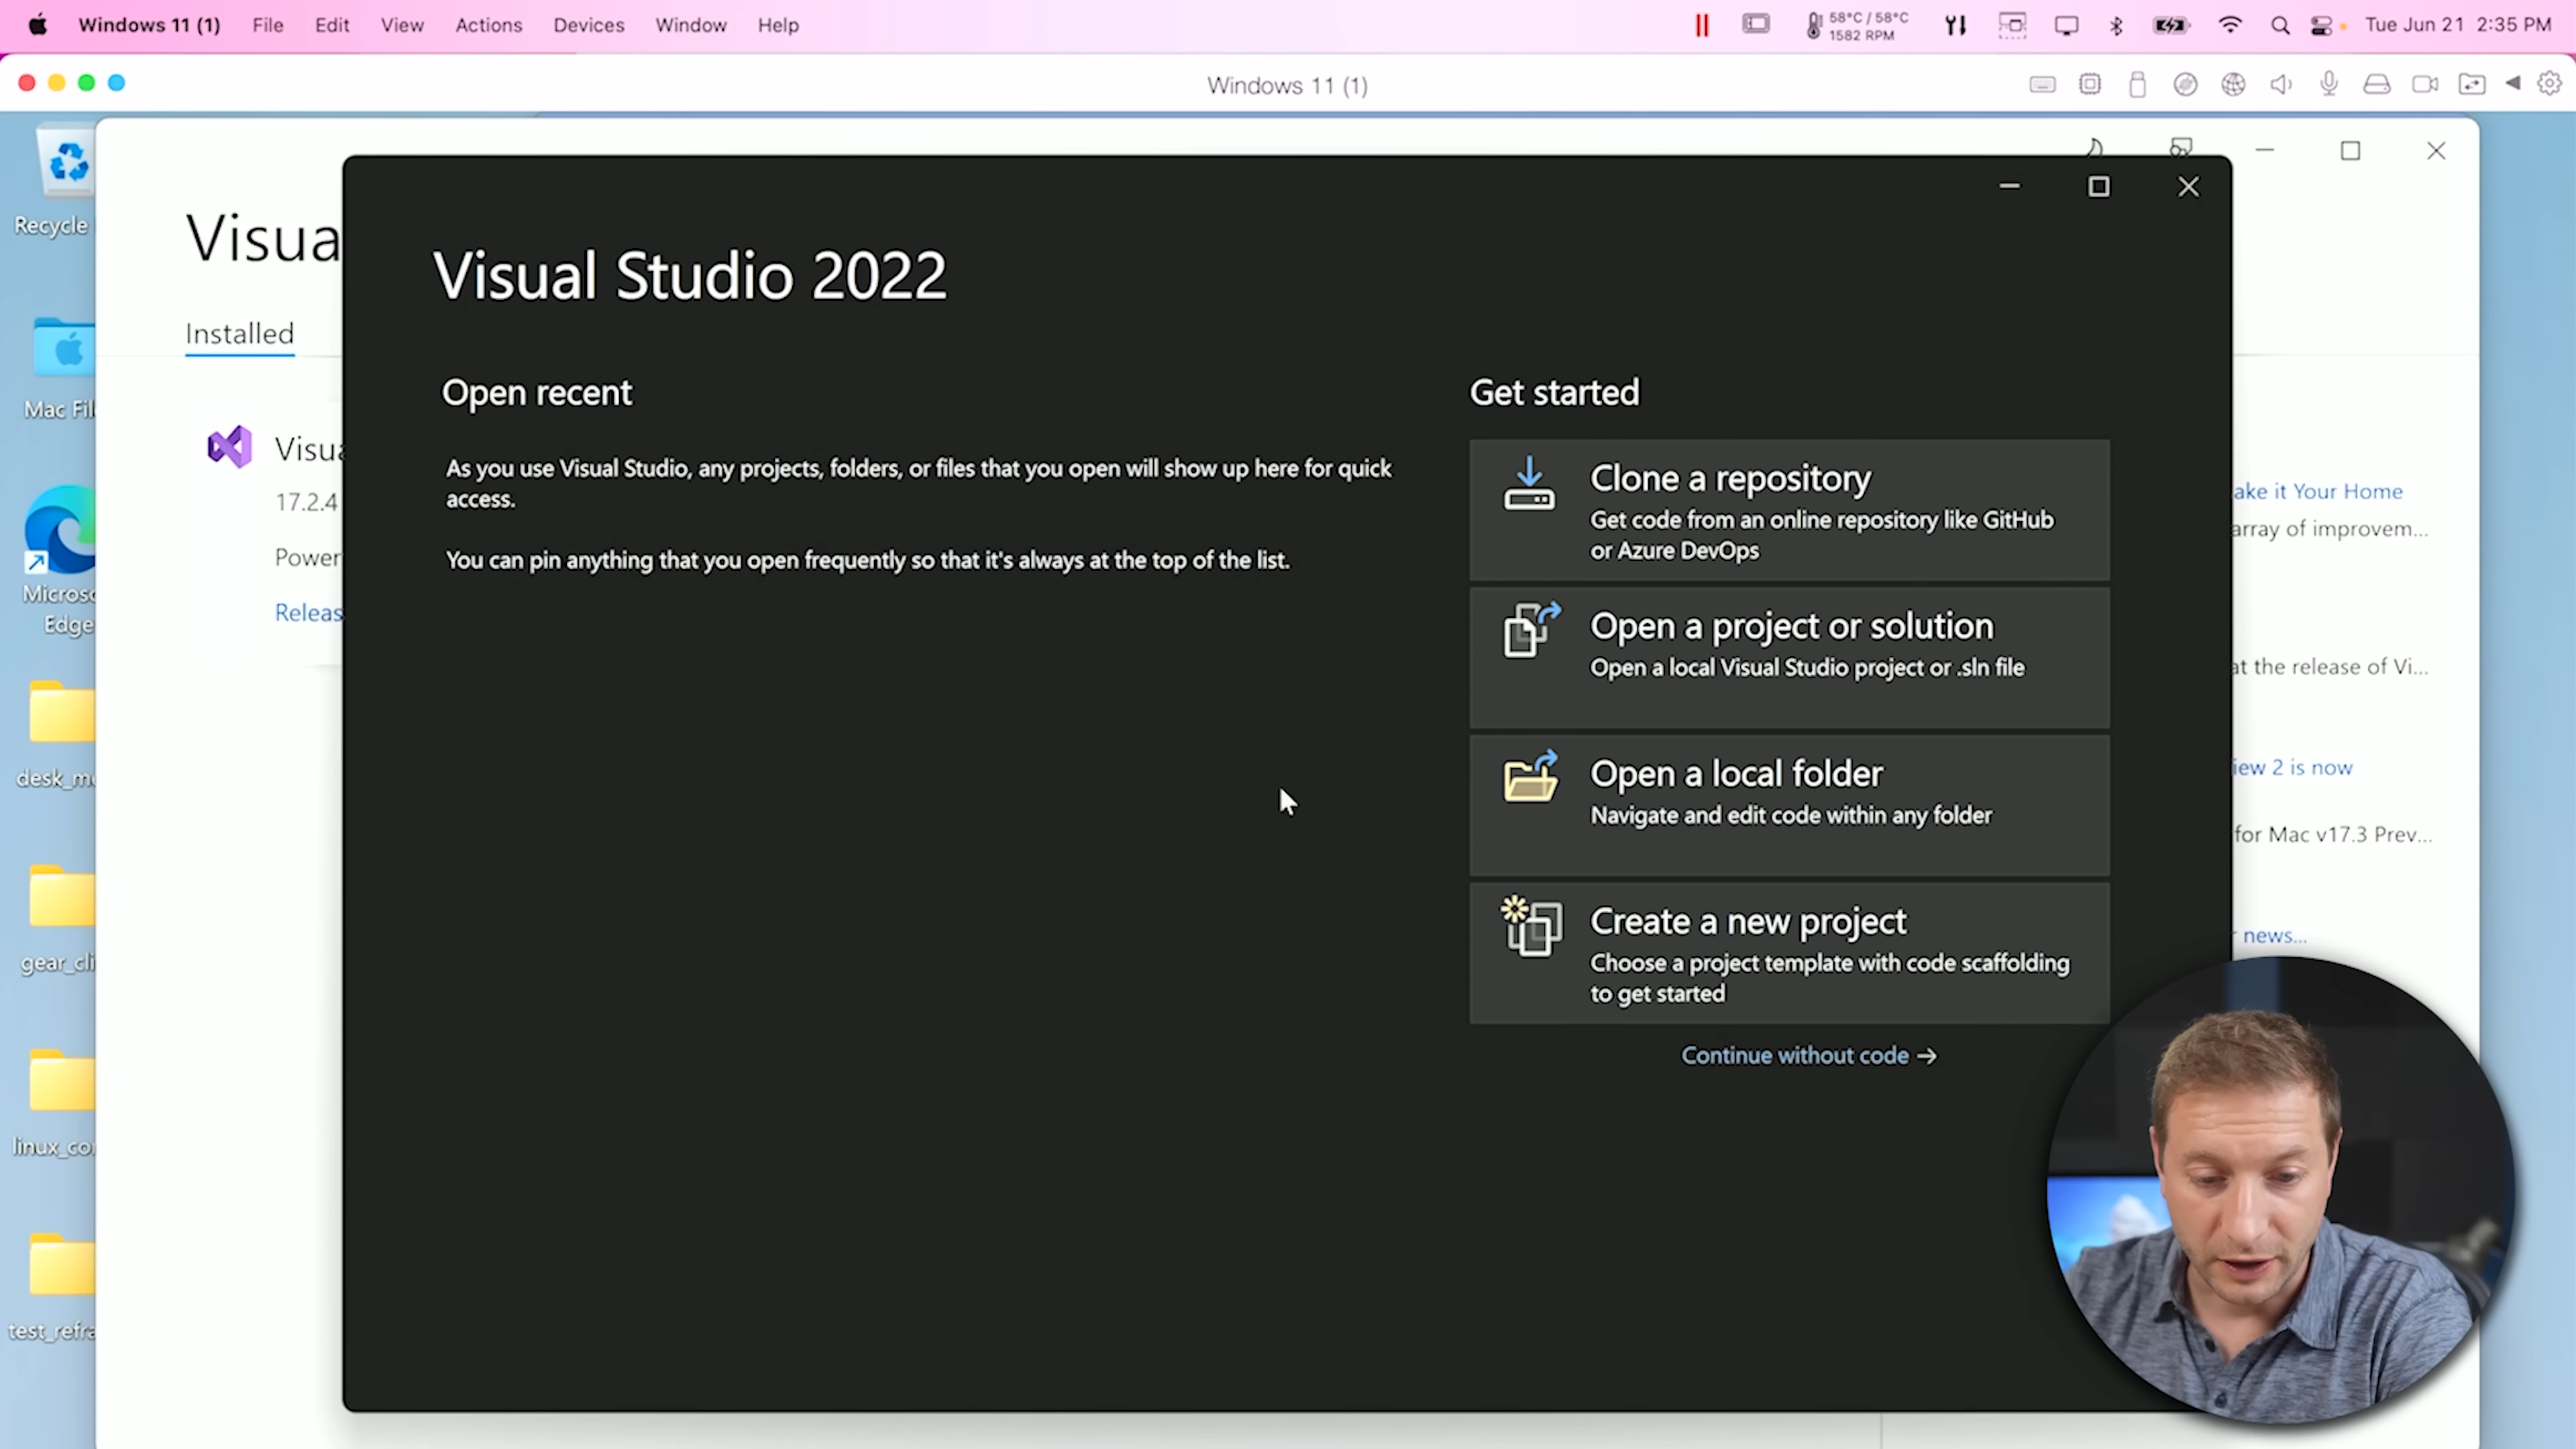 Windows 11 (1) File Edit View Actions Devices Window Help
58°C / 58°C
1582 RPM
Tue Jun 21 2:35 PM
Windows 11 (1)
Recycle
Mac Fil
Micros
Edge
desk_m
gear_cli
linux_co
test_refra
Visua
Installed
Visua
17.2.4
Power
Releas
Visual Studio 2022
Open recent
As you use Visual Studio, any projects, folders, or files that you open will show up here for quick
access.
You can pin anything that you open frequently so that it's always at the top of the list.
Get started
Clone a repository
Get code from an online repository like GitHub
or Azure DevOps
Open a project or solution
Open a local Visual Studio project or .sln file
Open a local folder
Navigate and edit code within any folder
Create a new project
Choose a project template with code scaffolding
to get started
Continue without code →
ake it Your Home
array of improvem...
at the release of Vi...
iew 2 is now
for Mac v17.3 Prev...
news...